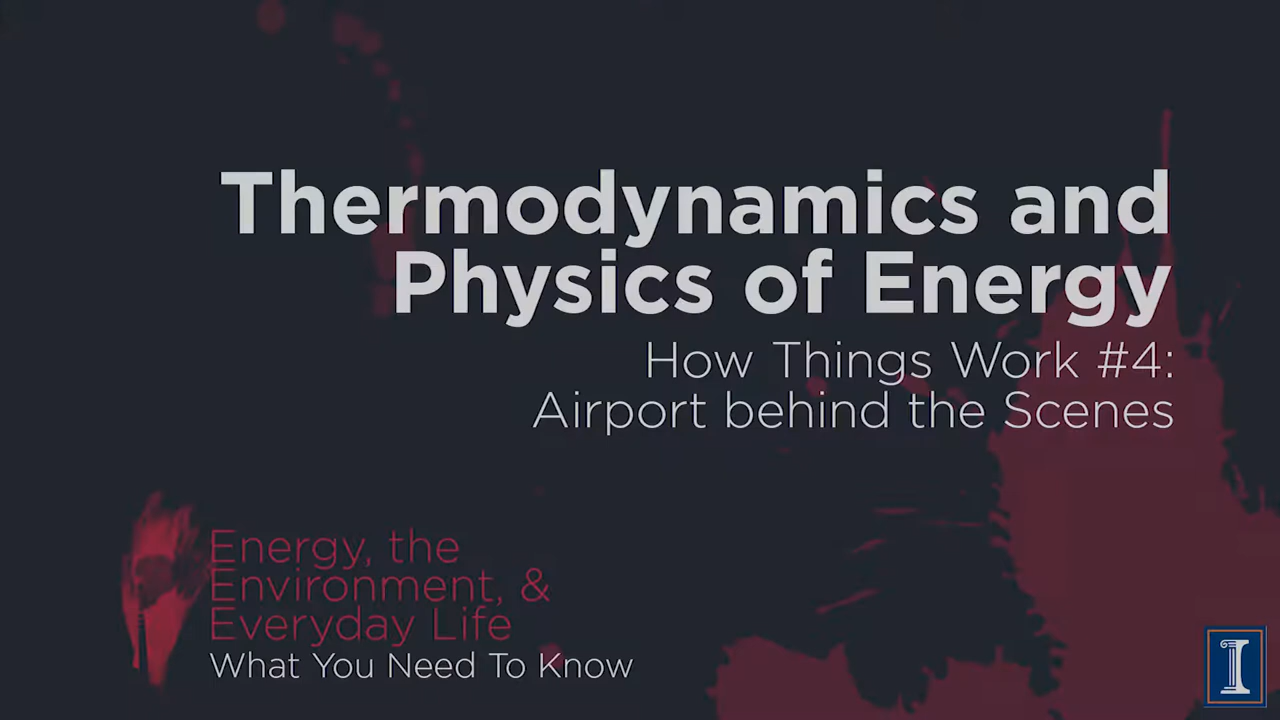 Thermodynamics and
Physics of Energy
How Things Work #4:
Airport behind the Scenes
Energy, the
Environment, &
Everyday Life
What You Need To Know
I